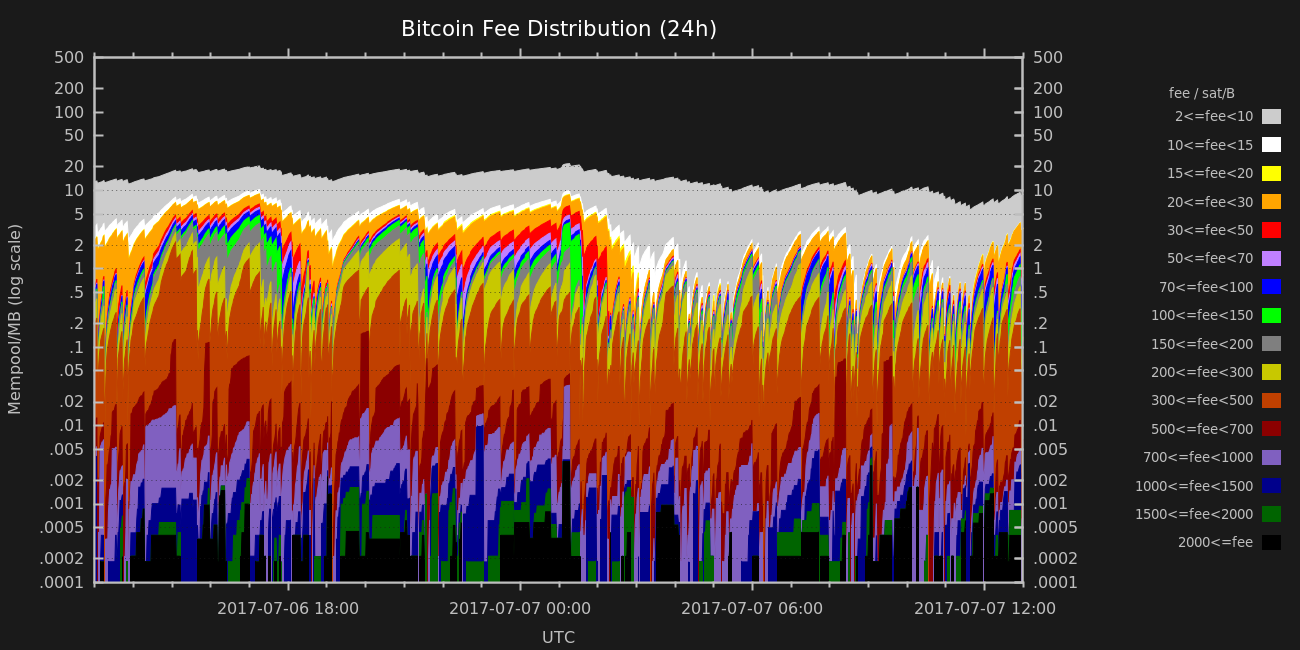 Bitcoin Fee Distribution (24h)
500 500
200 200
100 100
50 50
20 20
10 10
5 5
2 2
1 1
.5 .5
.2 .2
.1 .1
.05 .05
.02 .02
.01 .01
.005 .005
.002 .002
.001 .001
.0005 .0005
.0002 .0002
.0001 .0001
Mempool/MB (log scale)
2017-07-06 18:00 2017-07-07 00:00 2017-07-07 06:00 2017-07-07 12:00
UTC
fee / sat/B
2<=fee<10
10<=fee<15
15<=fee<20
20<=fee<30
30<=fee<50
50<=fee<70
70<=fee<100
100<=fee<150
150<=fee<200
200<=fee<300
300<=fee<500
500<=fee<700
700<=fee<1000
1000<=fee<1500
1500<=fee<2000
2000<=fee